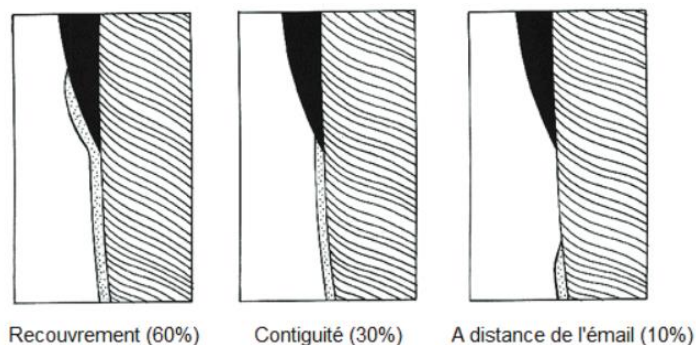 Recouvrement (60%)
Contiguité (30%)
A distance de l'émail (10%)